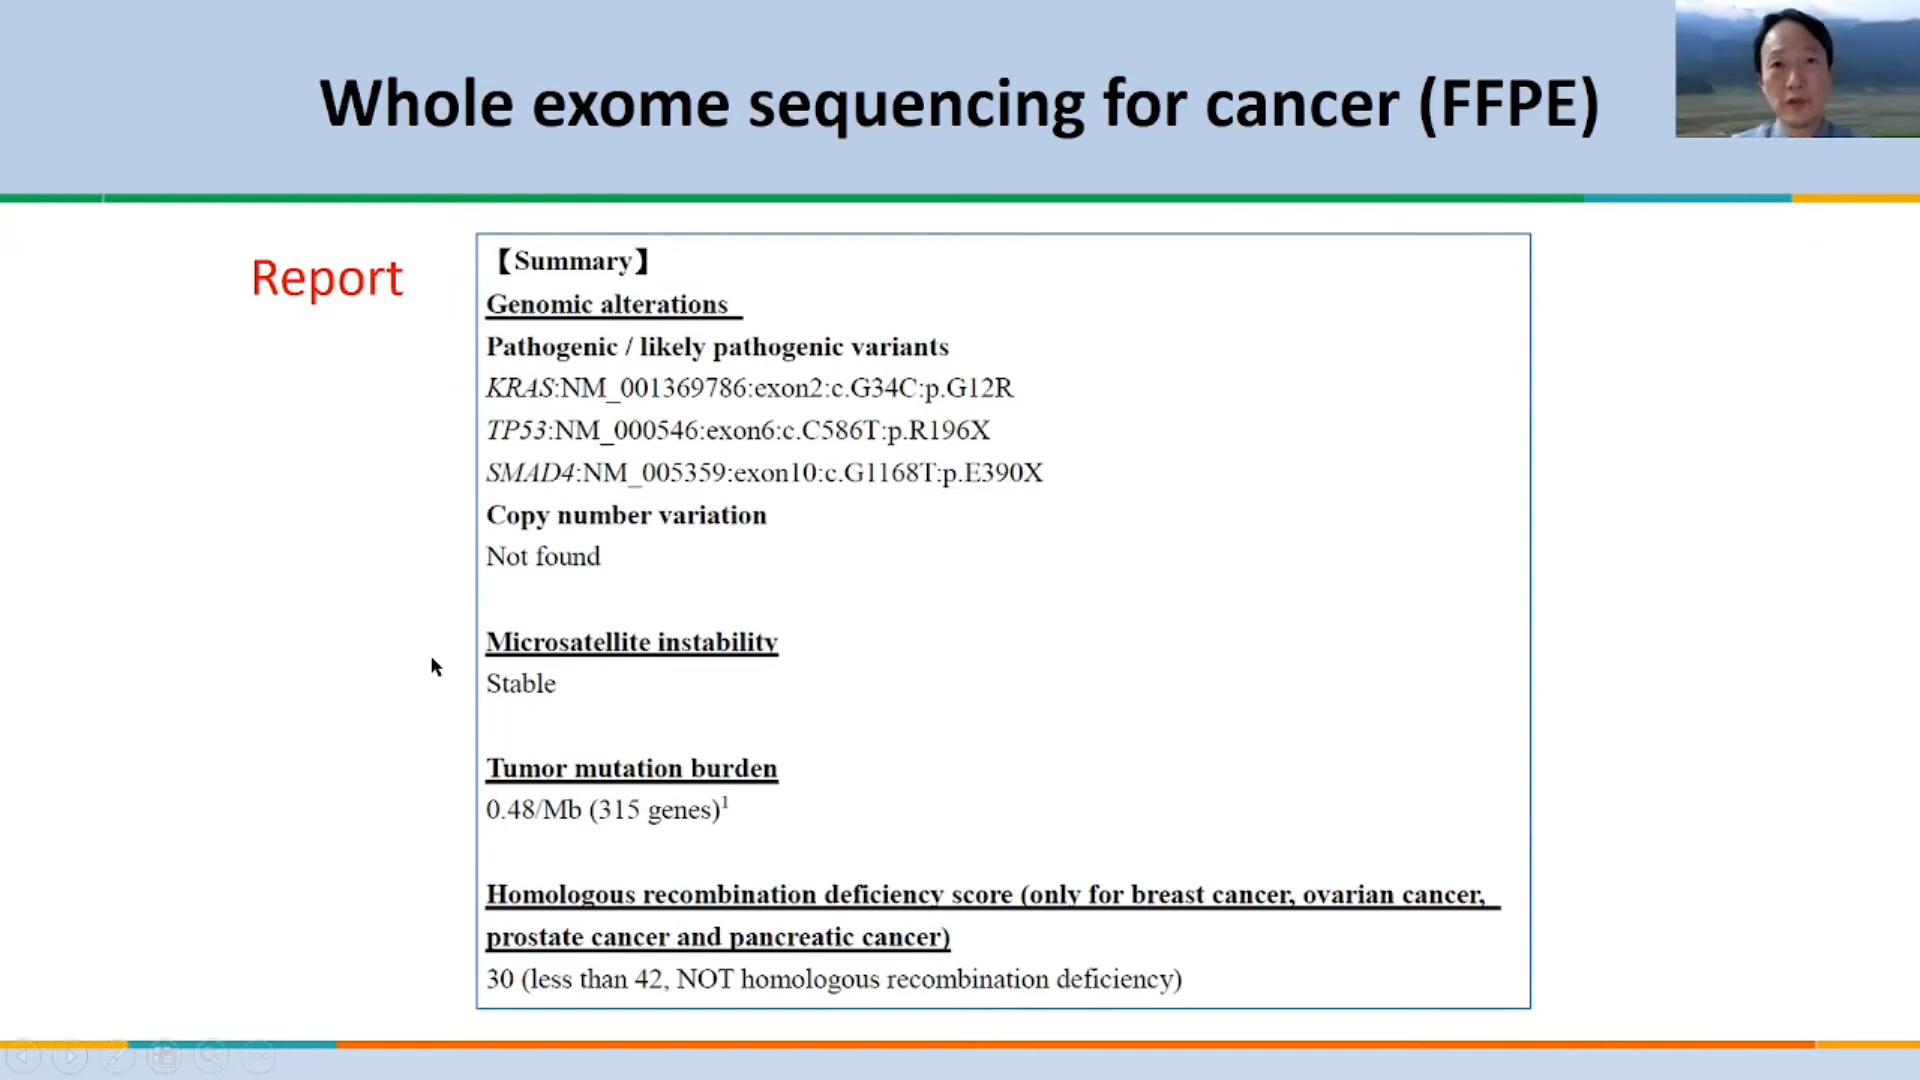 Whole exome sequencing for cancer (FFPE)
Report
【Summary】
Genomic alterations
Pathogenic / likely pathogenic variants
KRAS:NM_001369786:exon2:c.G34C:p.G12R
TP53:NM_000546:exon6:c.C586T:p.R196X
SMAD4:NM_005359:exon10:c.G1168T:p.E390X
Copy number variation
Not found
Microsatellite instability
Stable
Tumor mutation burden
0.48/Mb (315 genes)¹
Homologous recombination deficiency score (only for breast cancer, ovarian cancer,
prostate cancer and pancreatic cancer)
30 (less than 42, NOT homologous recombination deficiency)